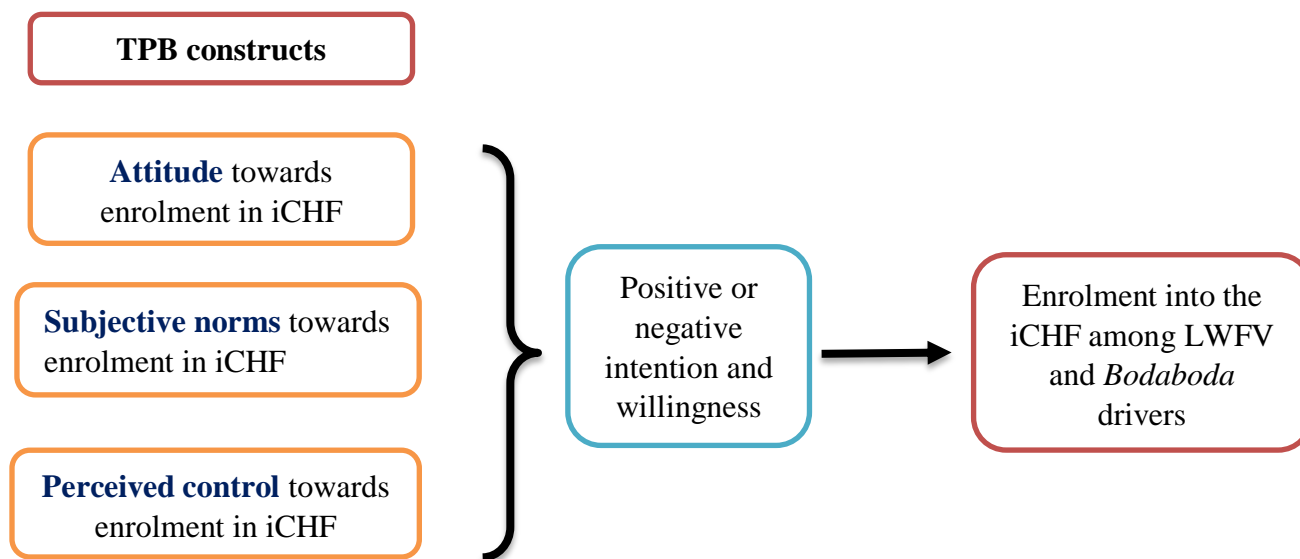 TPB constructs
Attitude towards
enrolment in iCHF
Subjective norms towards
enrolment in iCHF
Perceived control towards
enrolment in iCHF
Positive or
negative
intention and
willingness
Enrolment into the
iCHF among LWFV
and Bodaboda
drivers